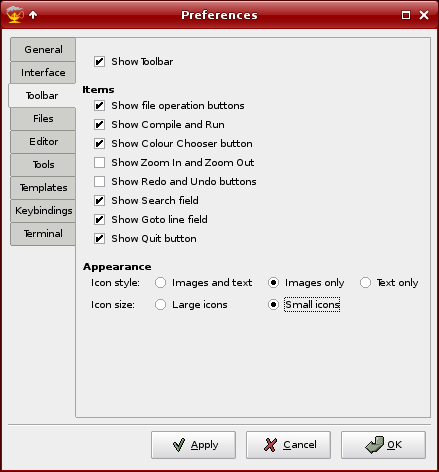 Preferences
General
Interface
Toolbar
Files
Editor
Tools
Templates
Keybindings
Terminal
Show Toolbar
Items
Show file operation buttons
Show Compile and Run
Show Colour Chooser button
Show Zoom In and Zoom Out
Show Redo and Undo buttons
Show Search field
Show Goto line field
Show Quit button
Appearance
Icon style: Images and text Images only Text only
Icon size: Large icons Small icons
Apply Cancel OK